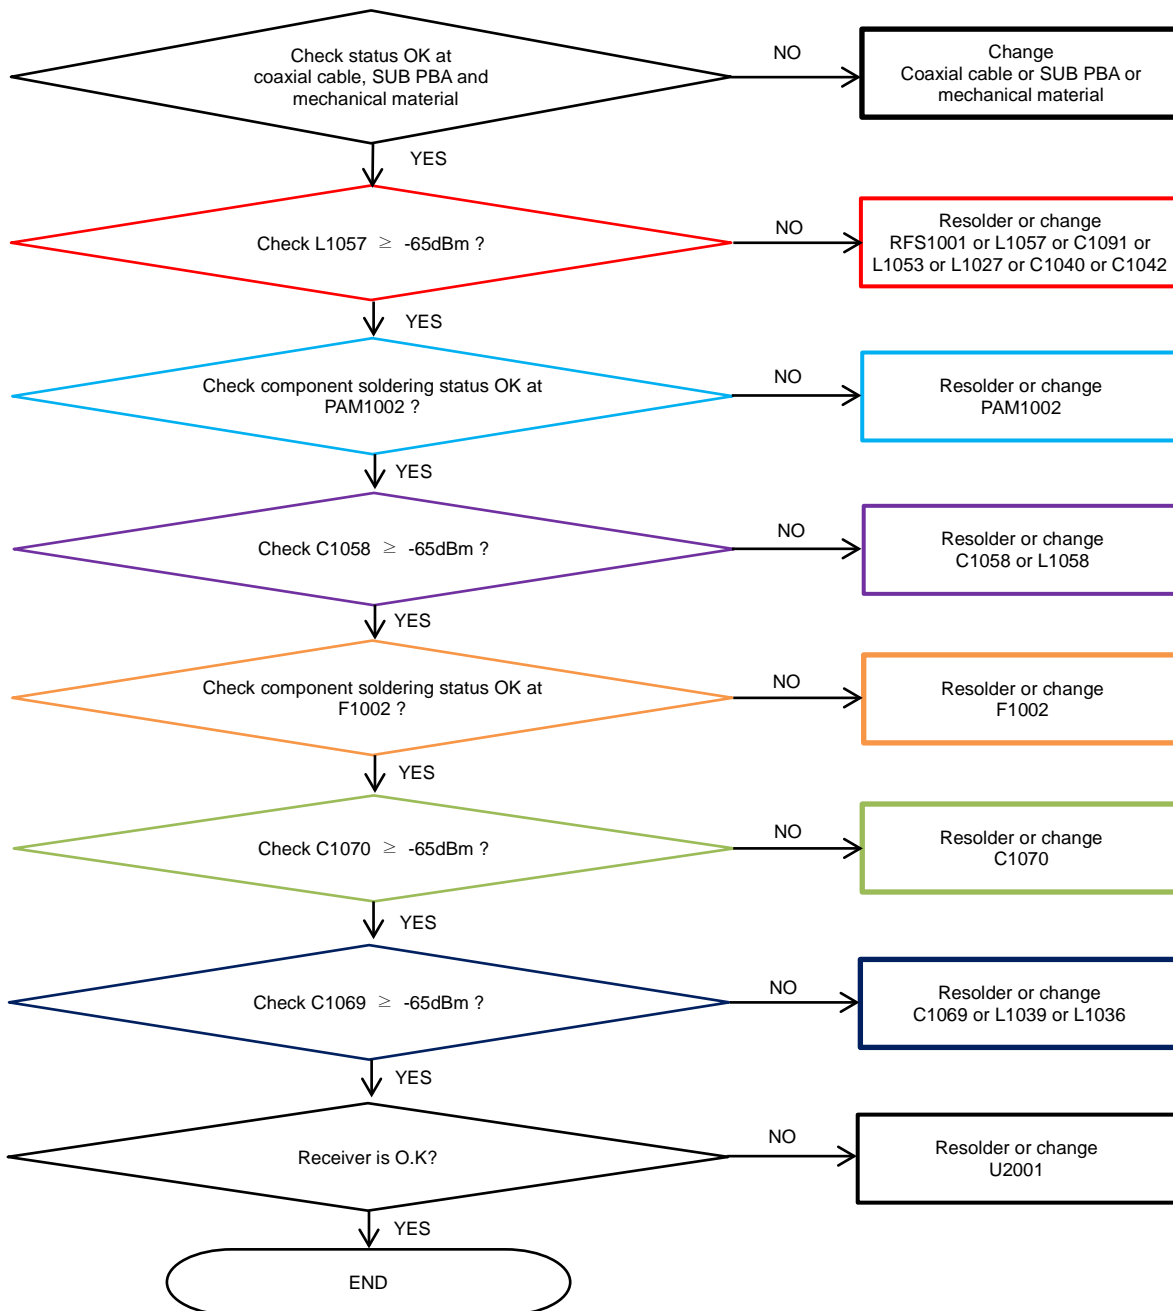 Check status OK at
coaxial cable, SUB PBA and
mechanical material
NO
Change
Coaxial cable or SUB PBA or
mechanical material
YES
Check L1057 ≥ -65dBm ?
NO
Resolder or change
RFS1001 or L1057 or C1091 or
L1053 or L1027 or C1040 or C1042
YES
Check component soldering status OK at
PAM1002 ?
NO
Resolder or change
PAM1002
YES
Check C1058 ≥ -65dBm ?
NO
Resolder or change
C1058 or L1058
YES
Check component soldering status OK at
F1002 ?
NO
Resolder or change
F1002
YES
Check C1070 ≥ -65dBm ?
NO
Resolder or change
C1070
YES
Check C1069 ≥ -65dBm ?
NO
Resolder or change
C1069 or L1039 or L1036
YES
Receiver is O.K?
NO
Resolder or change
U2001
YES
END